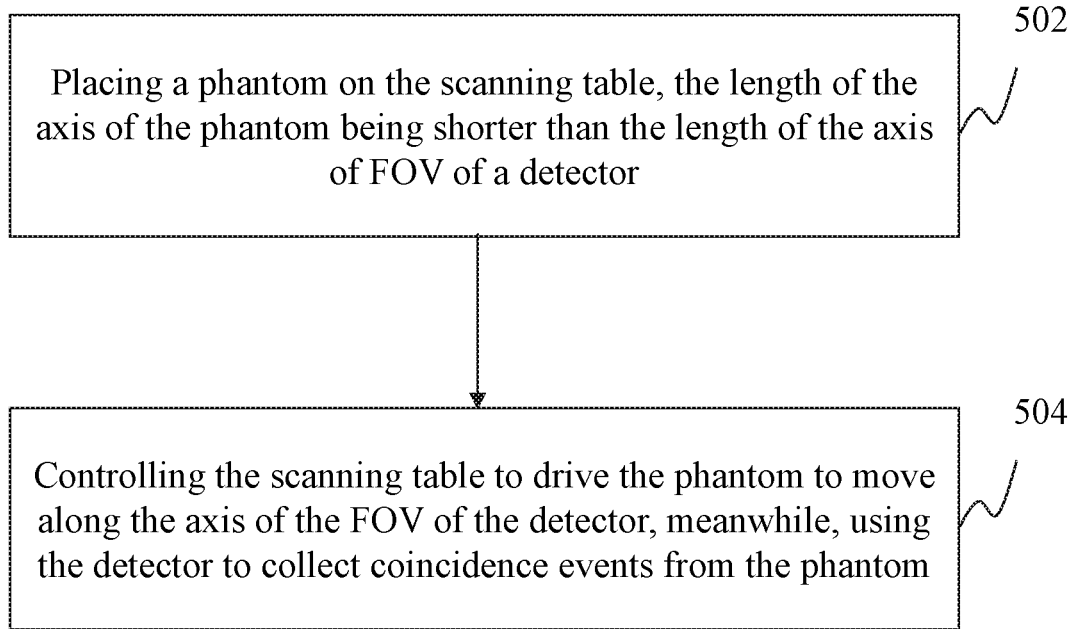 502
Placing a phantom on the scanning table, the length of the
axis of the phantom being shorter than the length of the axis
of FOV of a detector
504
Controlling the scanning table to drive the phantom to move
along the axis of the FOV of the detector, meanwhile, using
the detector to collect coincidence events from the phantom